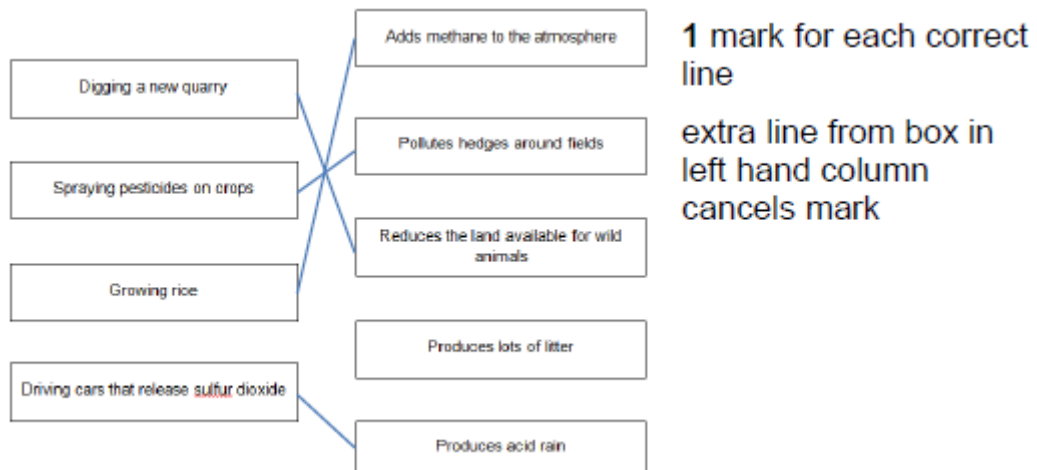 Digging a new quarry
Spraying pesticides on crops
Growing rice
Driving cars that release sulfur dioxide
Adds methane to the atmosphere
Pollutes hedges around fields
Reduces the land available for wild
animals
Produces lots of litter
Produces acid rain
1 mark for each correct
line
extra line from box in
left hand column
cancels mark